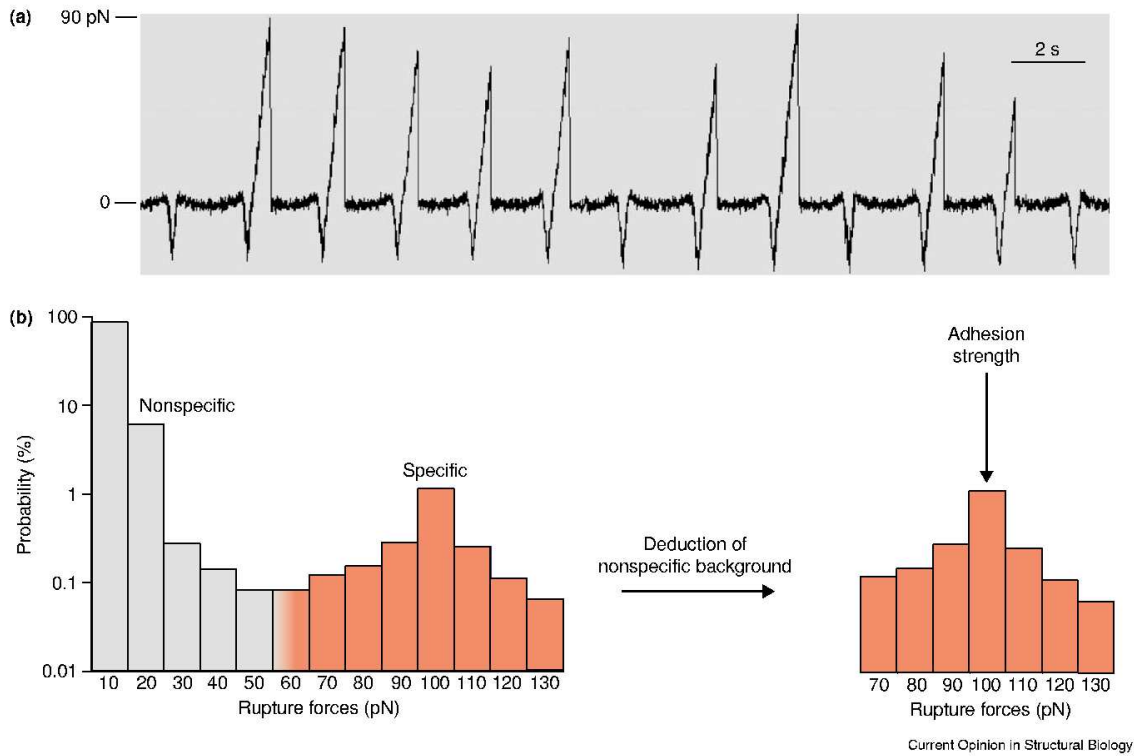 (a)
90 pN
2 s
0
(b)
100
10
1
0.1
0.01
Probability (%)
Nonspecific
Specific
10 20 30 40 50 60 70 80 90 100 110 120 130
Rupture forces (pN)
Deduction of
nonspecific background
Adhesion
strength
70 80 90 100 110 120 130
Rupture forces (pN)
Current Opinion in Structural Biology